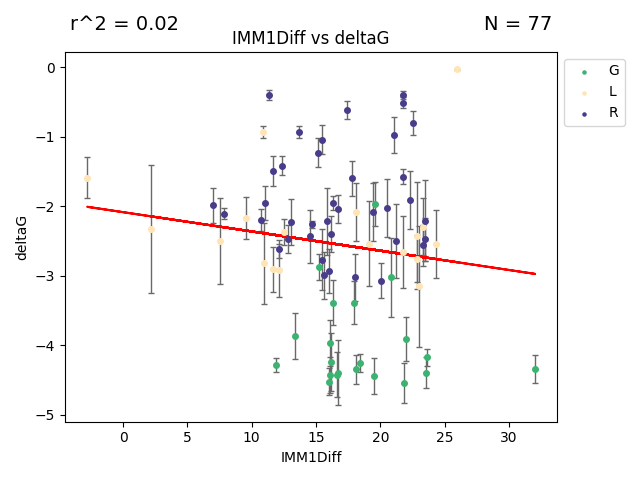 r^2 = 0.02
N = 77
IMM1Diff vs deltaG
G
L
R
0
−1
−2
−3
−4
−5
deltaG
0 5 10 15 20 25 30
IMM1Diff